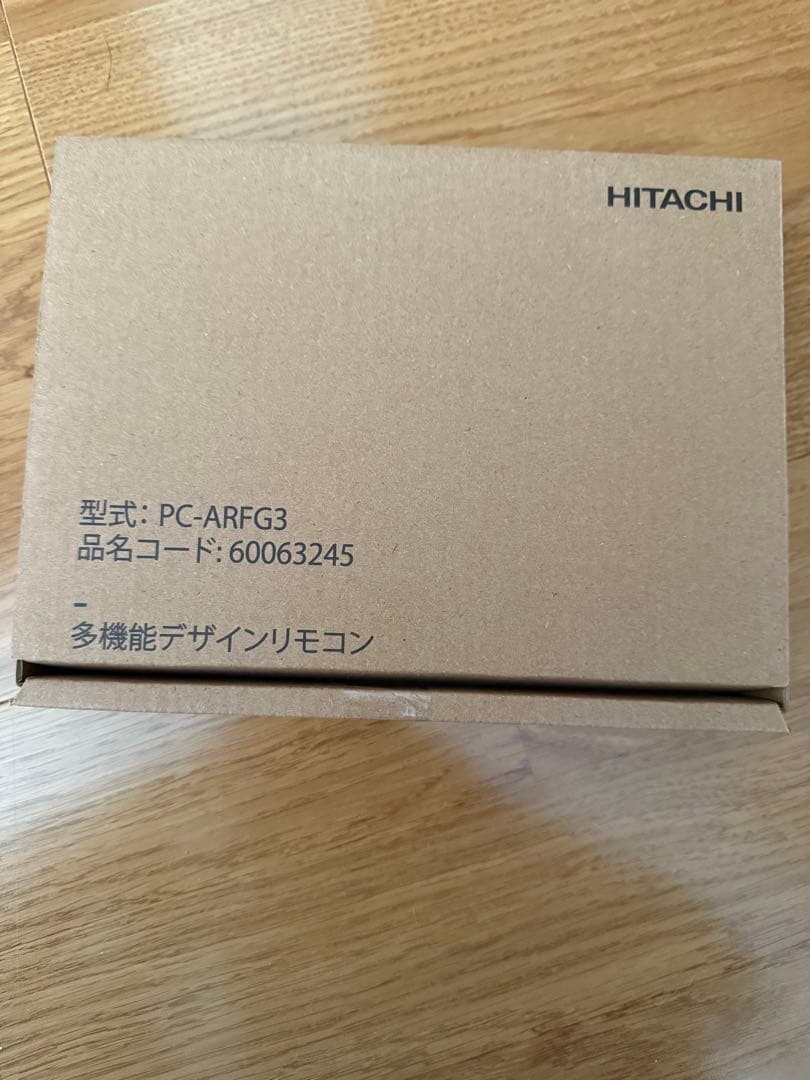 HITACHI
型式: PC-ARFG3
品名コード: 60063245
-
多機能デザインリモコン